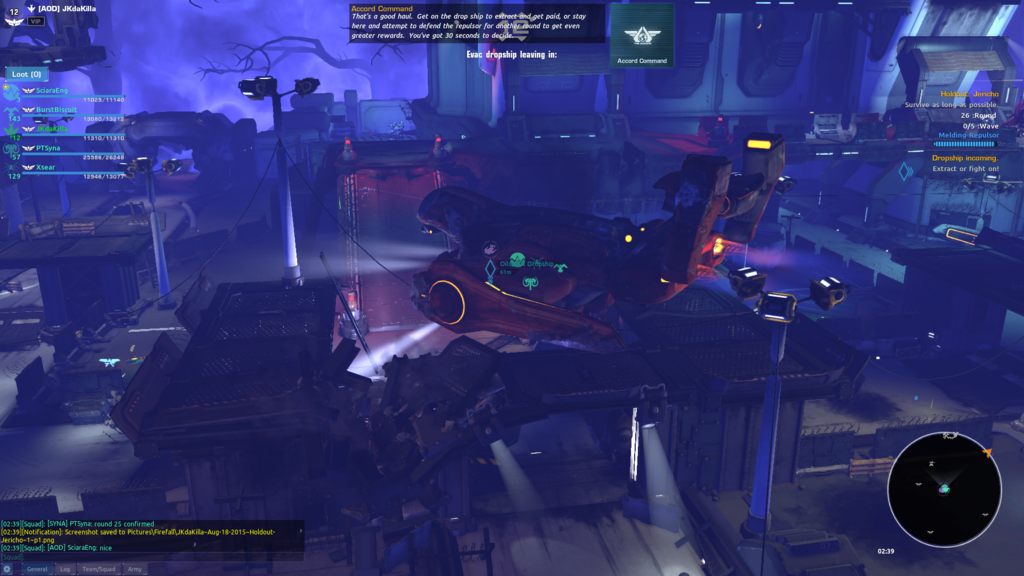 12
[AOD] JKdaKilla
VIP
Accord Command
That's a good haul. Get on the drop ship to extract and get paid, or stay
here and attempt to defend the repulsor for another round to get even
greater rewards. You've got 30 seconds to decide.
Accord Command
Evac dropship leaving in:
Loot (0)
SciaraEng
11025/11140
BurstBiscuit
143
13080/13212
JKdaKilla
11310/11310
PTSyna
57
25986/26248
Xsear
129
12946/13077
Holdout: Jericho
Survive as long as possible.
26 :Round
0/5 :Wave
Melding Repulsor
Dropship incoming.
Extract or fight on!
Dropship
61m
[02:39][Squad]: [SYNA] PTSyna: round 25 confirmed
[02:39][Notification]: Screenshot saved to Pictures\Firefall\JKdaKilla-Aug-18-2015-Holdout-
Jericho-1-p1.png
[02:39][Squad]: [AOD] SciaraEng: nice
Squad
General
Log
Team/Squad
Army
02:39